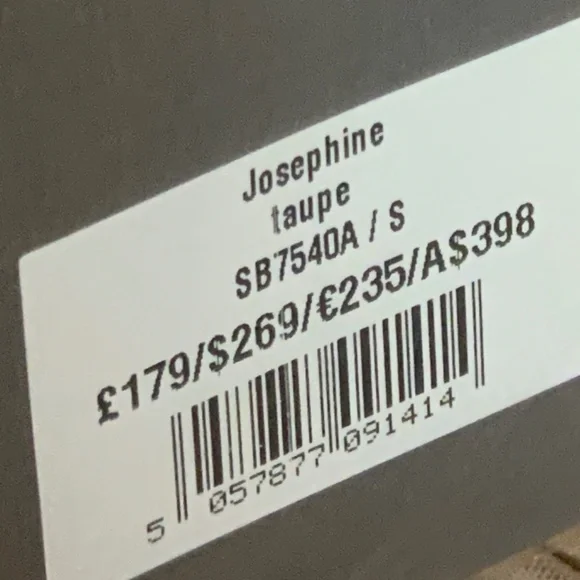 Josephine
taupe
SB7540A / S
£179/$269/€235/A$398
5 057877 091414